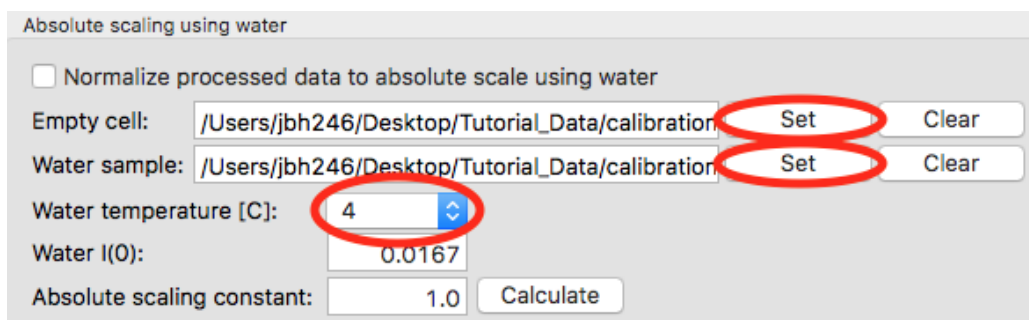 Absolute scaling using water
Normalize processed data to absolute scale using water
Empty cell: /Users/jbh246/Desktop/Tutorial_Data/calibration Set Clear
Water sample: /Users/jbh246/Desktop/Tutorial_Data/calibration Set Clear
Water temperature [C]: 4
Water I(0): 0.0167
Absolute scaling constant: 1.0 Calculate